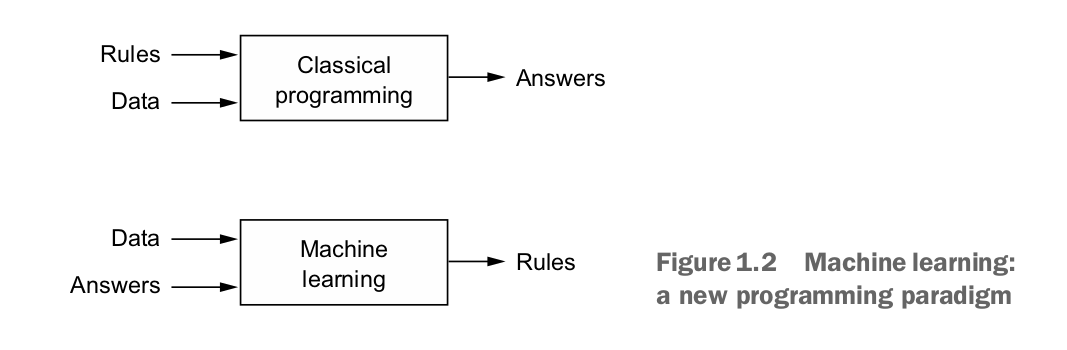 Rules
Data
Classical
programming
Answers
Data
Answers
Machine
learning
Rules
Figure 1.2 Machine learning:
a new programming paradigm